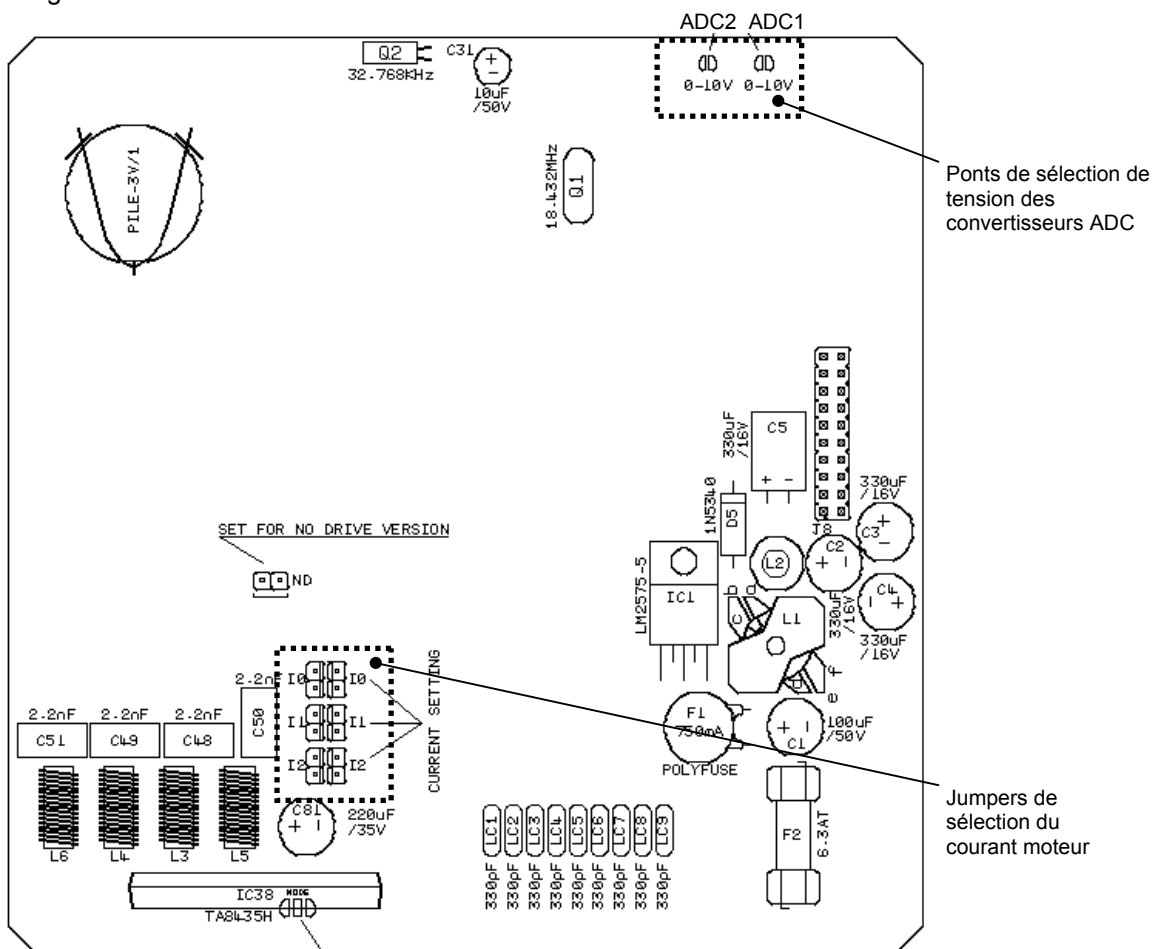 ADC2 ADC1
Q2
32.768KHz
C31
10uF
/50V
0-10V 0-10V
PILE-3V/1
18.432MHz
Q1
Ponts de sélection de
tension des
convertisseurs ADC
330uF
/16V
C5
+ -
1N5340
D5
J8
330uF
/16V
C3
C2
L2
LM2575-5
IC1
b a
c
L1
330uF
/16V
C4
330uF
/16V
e f
d
SET FOR NO DRIVE VERSION
ND
2.2nF
I0 I0
I1 I1
I2 I2
CURRENT SETTING
C50
2.2nF 2.2nF 2.2nF
C51 C49 C48
F1
750mA
POLYFUSE
100uF
/50V
C1
C81
220uF
/35V
L6 L4 L3 L5
LC1 LC2 LC3 LC4 LC5 LC6 LC7 LC8 LC9
330pF 330pF 330pF 330pF 330pF 330pF 330pF 330pF 330pF
F2
6.3AT
Jumpers de
sélection du
courant moteur
IC38 MODE
TA8435H